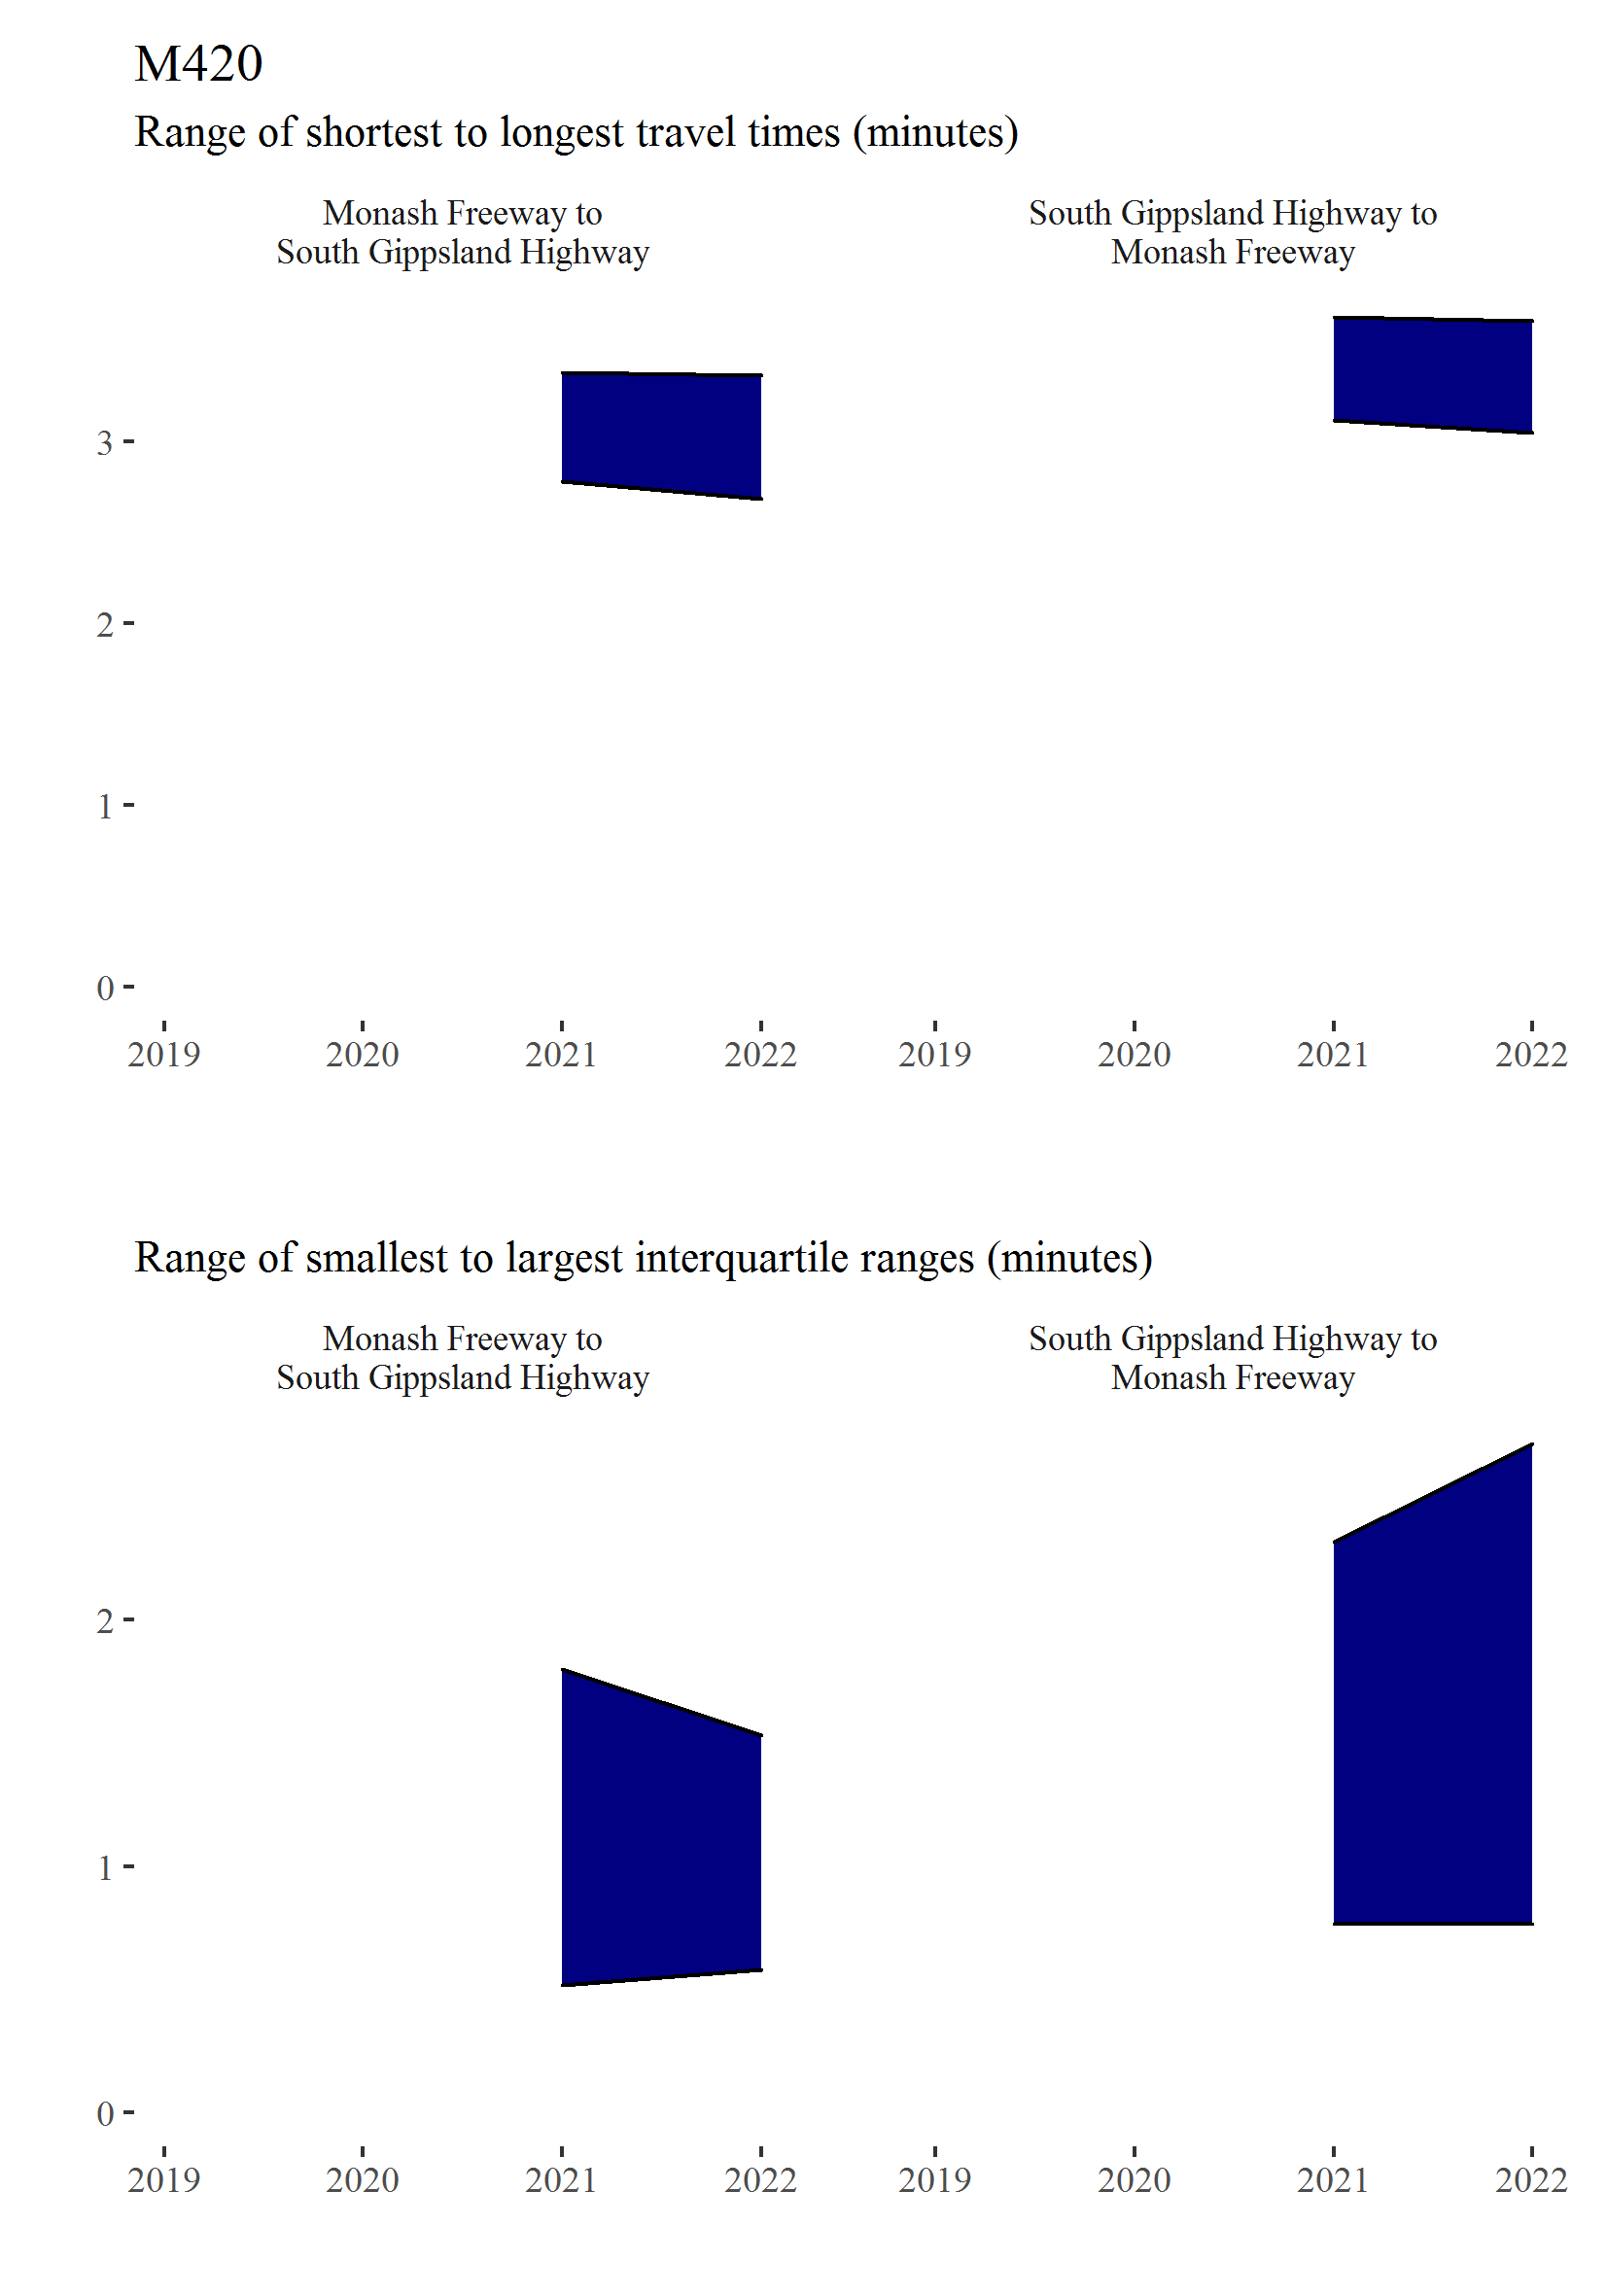 M420
Range of shortest to longest travel times (minutes)
Monash Freeway to
South Gippsland Highway
South Gippsland Highway to
Monash Freeway
3
2
1
0
2019 2020 2021 2022 2019 2020 2021 2022
Range of smallest to largest interquartile ranges (minutes)
Monash Freeway to
South Gippsland Highway
South Gippsland Highway to
Monash Freeway
2
1
0
2019 2020 2021 2022 2019 2020 2021 2022